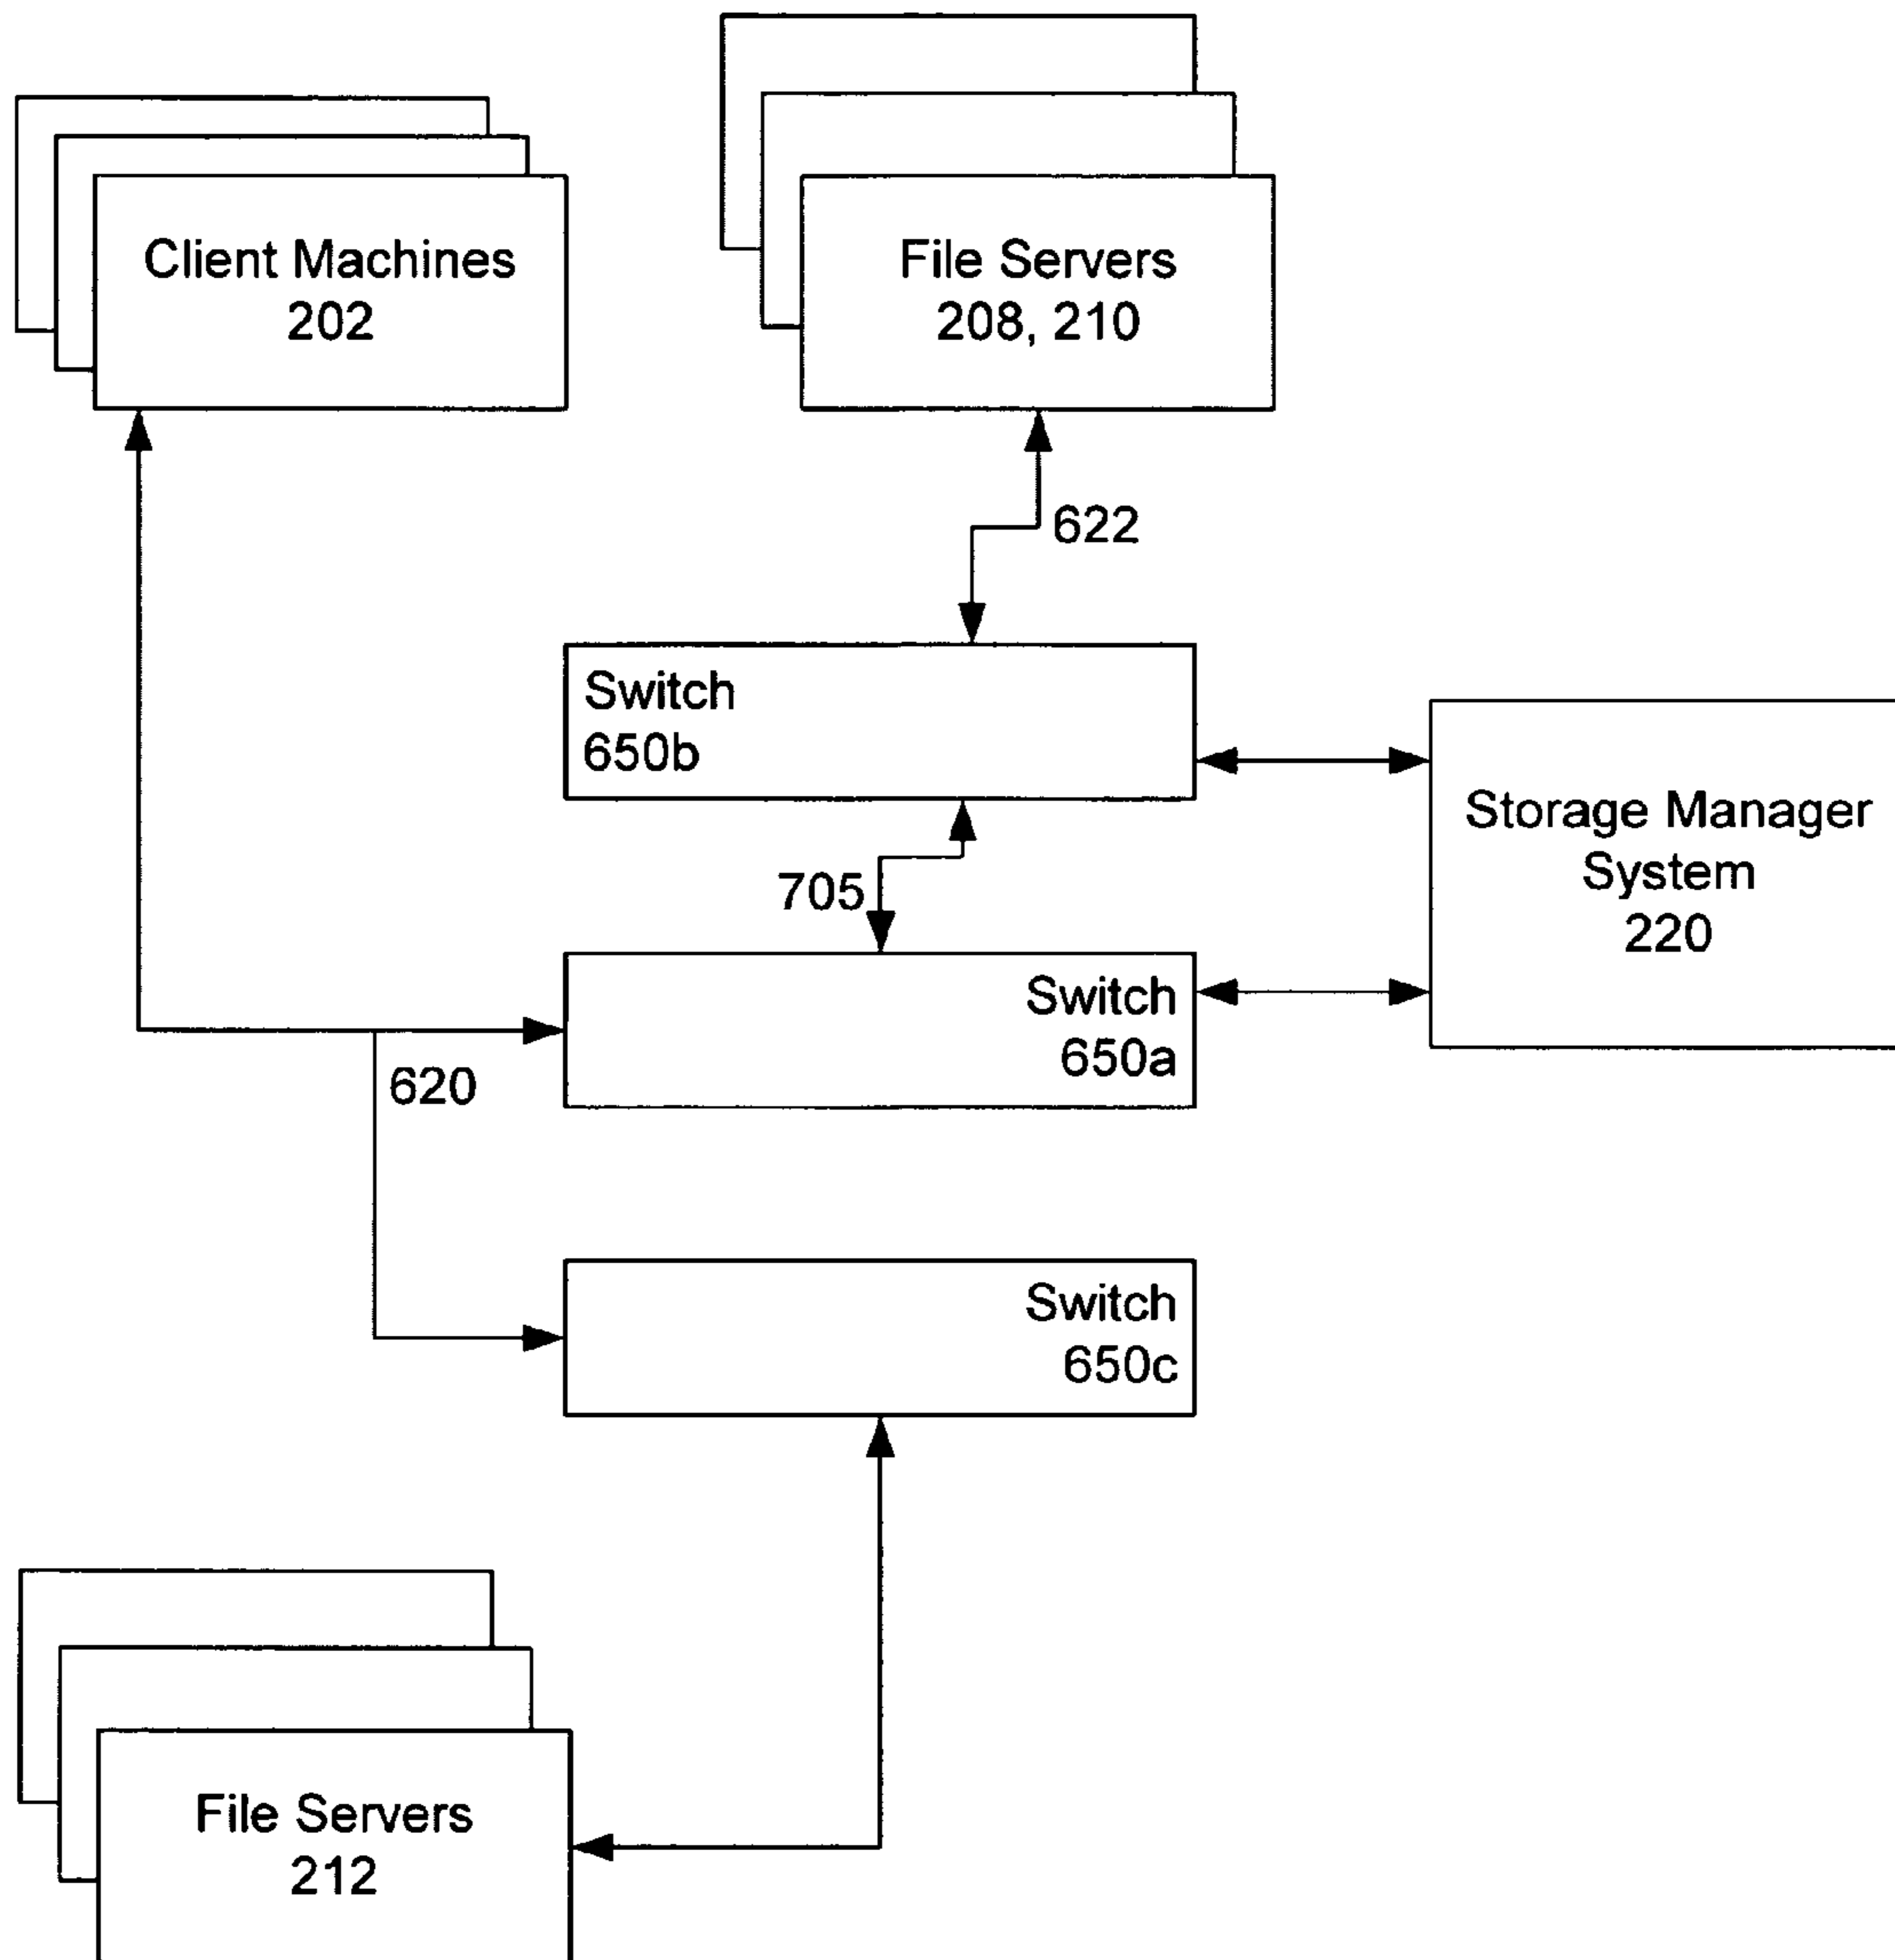 Client Machines
202
File Servers
208, 210
622
Switch
650b
Storage Manager
System
220
705
Switch
650a
620
Switch
650c
File Servers
212